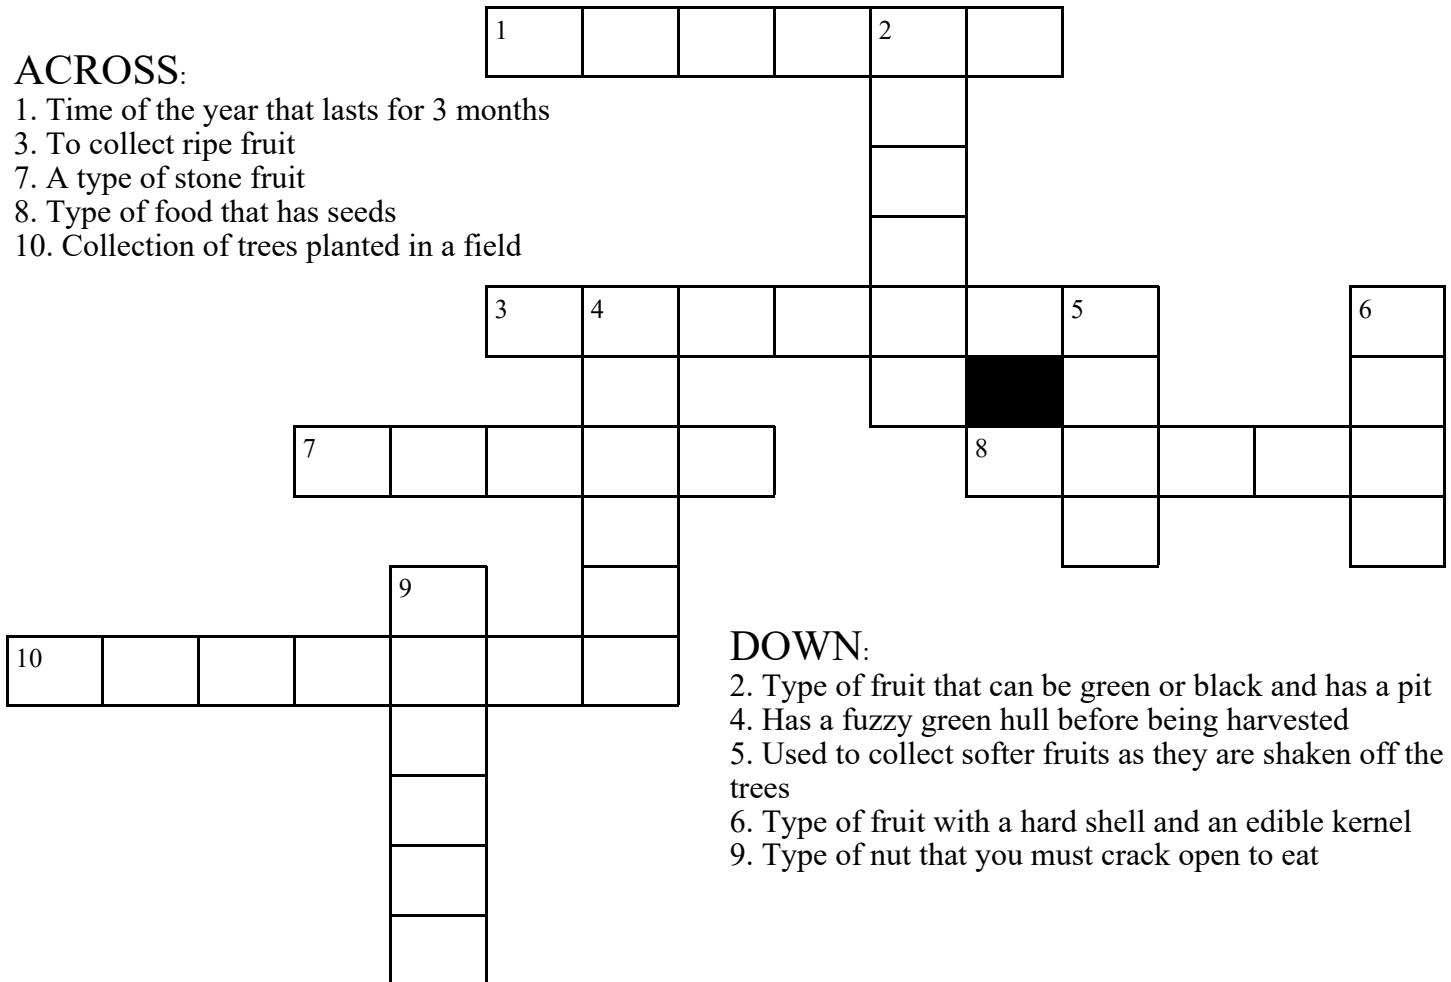 1
2
ACROSS:
1. Time of the year that lasts for 3 months
3. To collect ripe fruit
7. A type of stone fruit
8. Type of food that has seeds
10. Collection of trees planted in a field
3
4
5
6
7
8
9
10
DOWN:
2. Type of fruit that can be green or black and has a pit
4. Has a fuzzy green hull before being harvested
5. Used to collect softer fruits as they are shaken off the
trees
6. Type of fruit with a hard shell and an edible kernel
9. Type of nut that you must crack open to eat